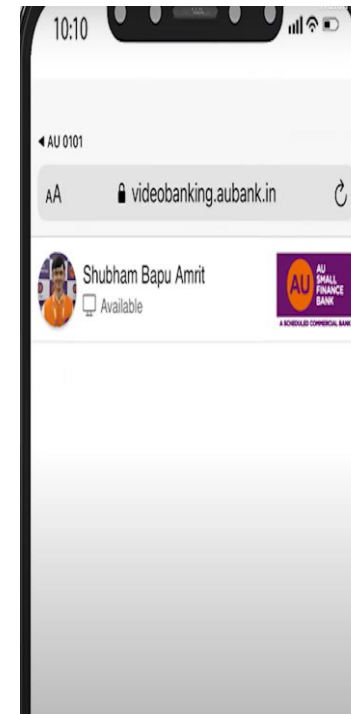 10:10
◀ AU 0101
AA
videobanking.aubank.in
Shubham Bapu Amrit
Available
AU
AU
SMALL
FINANCE
BANK
A SCHEDULED COMMERCIAL BANK